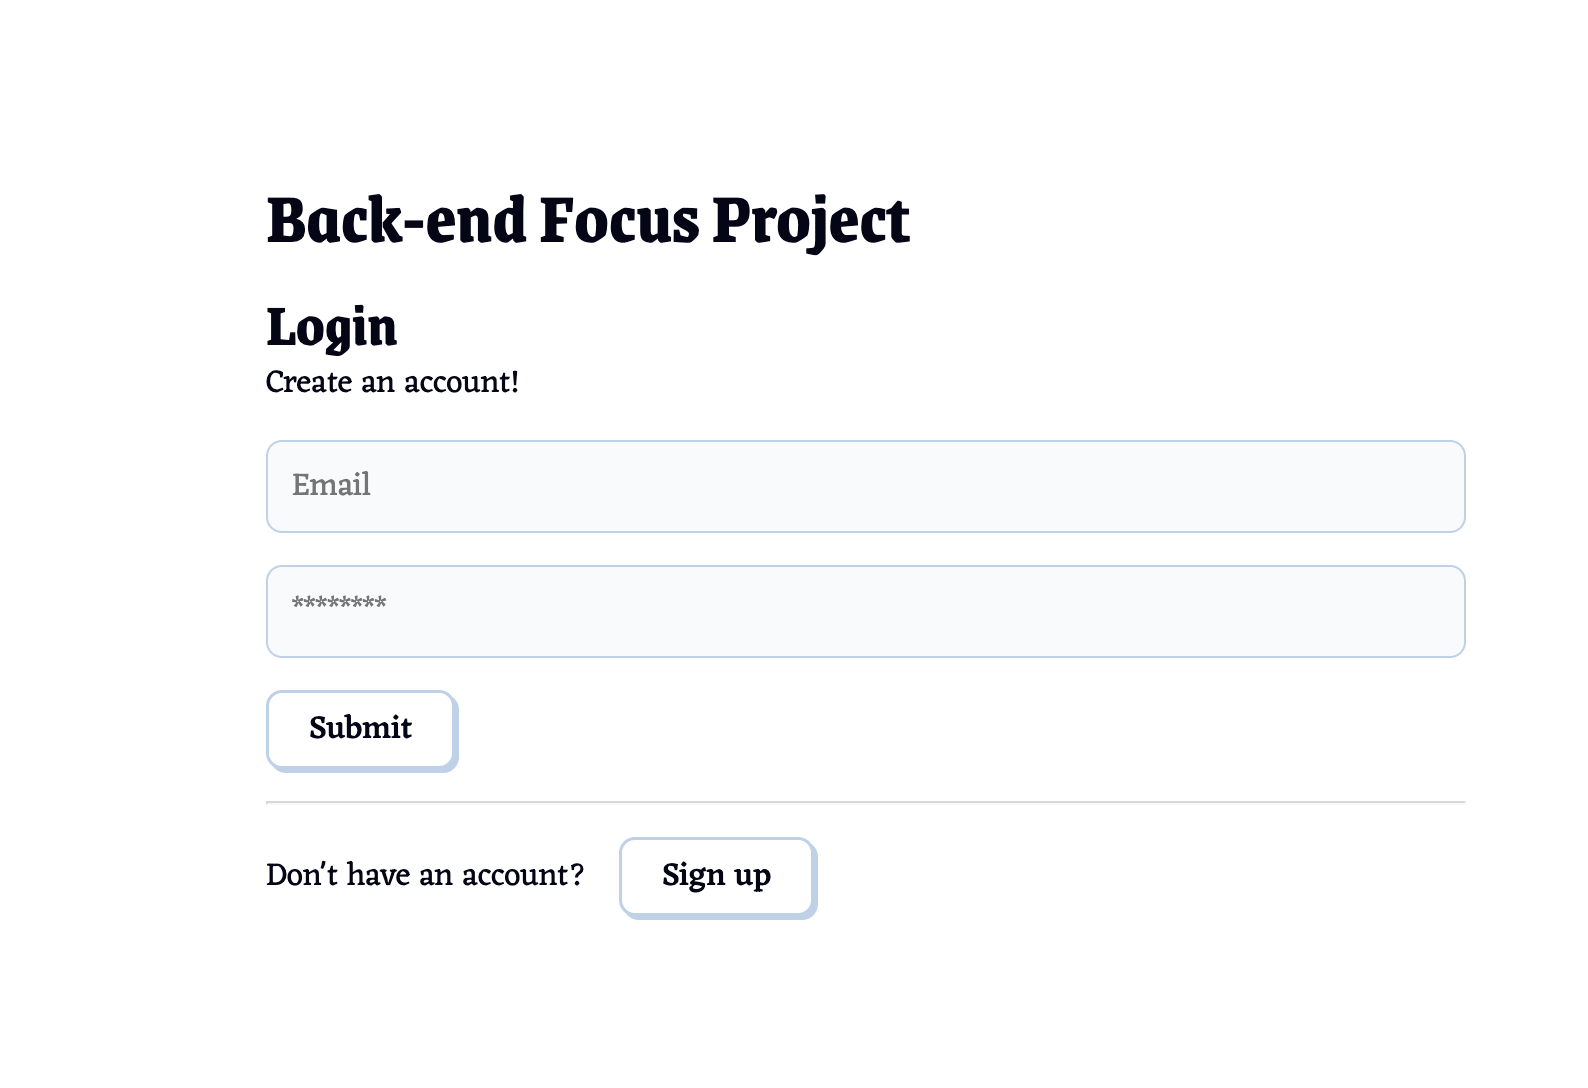 Back-end Focus Project
Login
Create an account!
Email
********
Submit
Don't have an account? Sign up